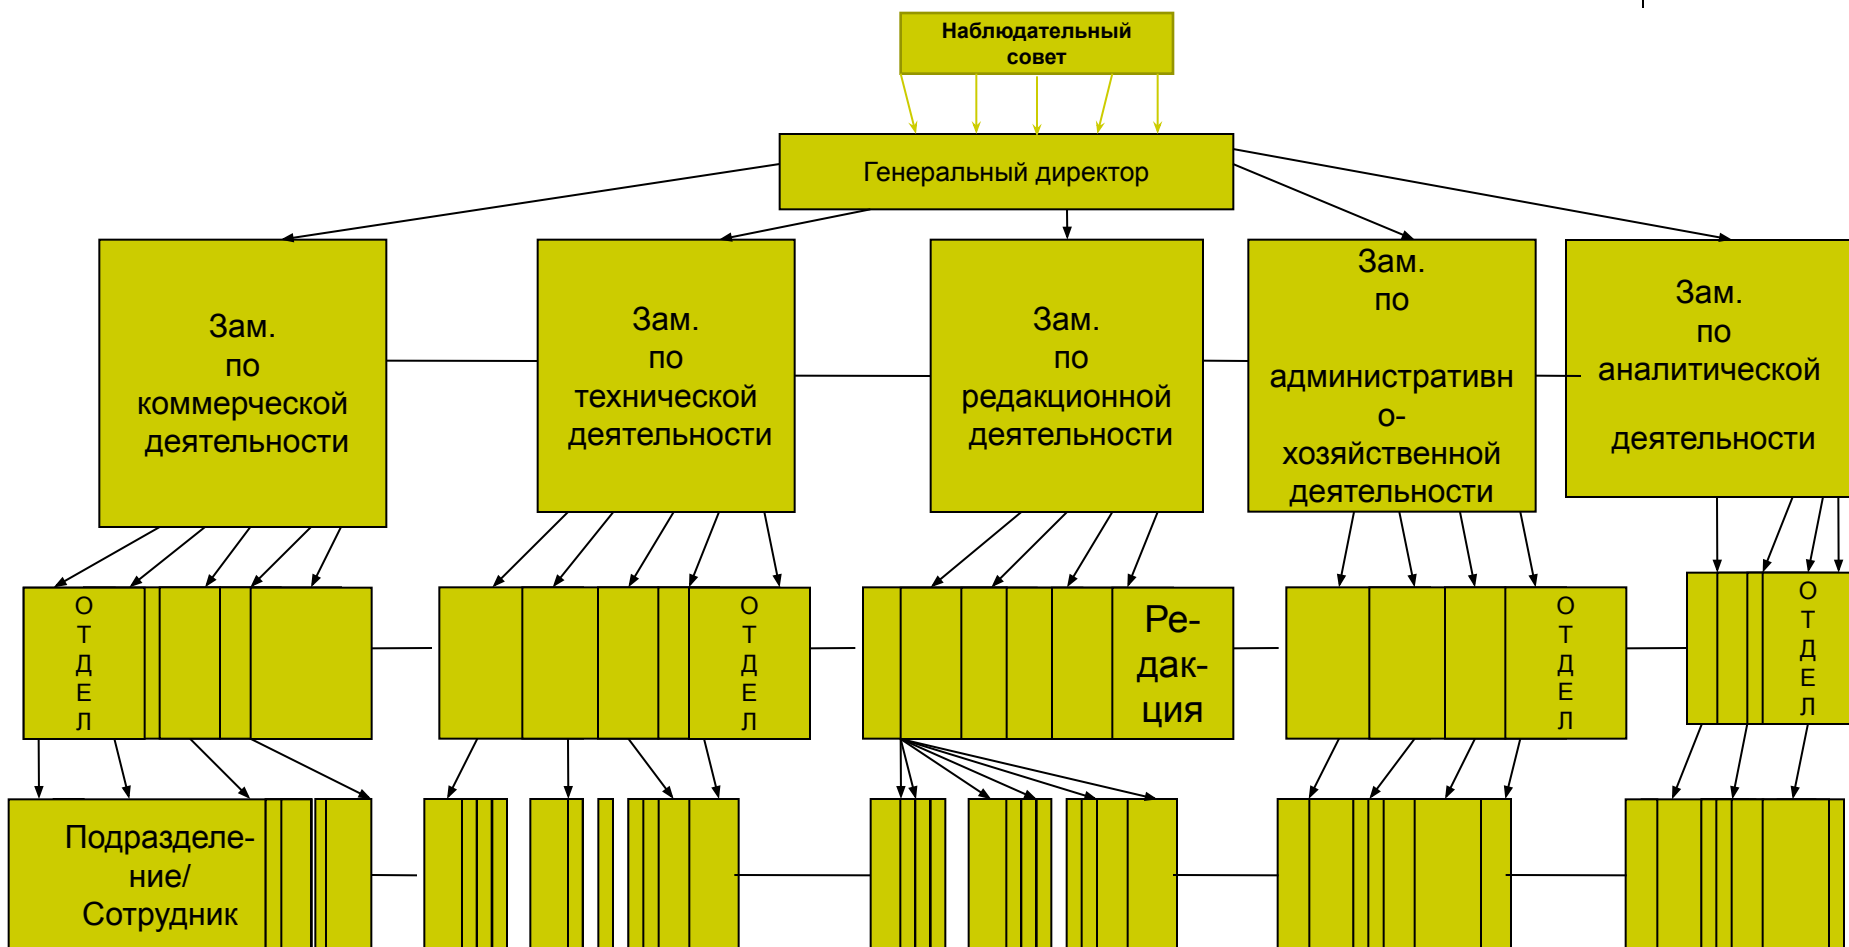 Наблюдательный
совет
Генеральный директор
Зам.
по
коммерческой
деятельности
Зам.
по
технической
деятельности
Зам.
по
редакционной
деятельности
Зам.
по
административн
о-
хозяйственной
деятельности
Зам.
по
аналитической
деятельности
О
Т
Д
Е
Л
О
Т
Д
Е
Л
Ре-
дак-
ция
О
Т
Д
Е
Л
О
Т
Д
Е
Л
Подразделе-
ние/
Сотрудник